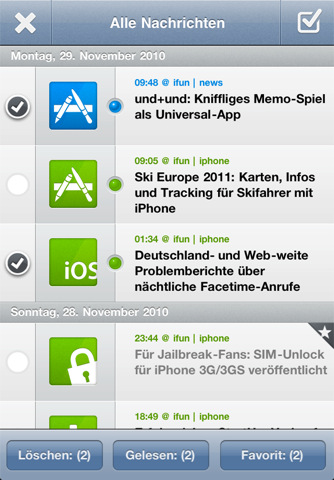 Alle Nachrichten
Montag, 29. November 2010
09:48 @ ifun | news
und+und: Kniffliges Memo-Spiel
als Universal-App
09:05 @ ifun | iphone
Ski Europe 2011: Karten, Infos
und Tracking für Skifahrer mit
iPhone
iOS
01:34 @ ifun | iphone
Deutschland- und Web-weite
Problemberichte über
nächtliche Facetime-Anrufe
Sonntag, 28. November 2010
23:44 @ ifun | iphone
Für Jailbreak-Fans: SIM-Unlock
für iPhone 3G/3GS veröffentlicht
18:49 @ ifun | iphone
Löschen: (2)
Gelesen: (2)
Favorit: (2)